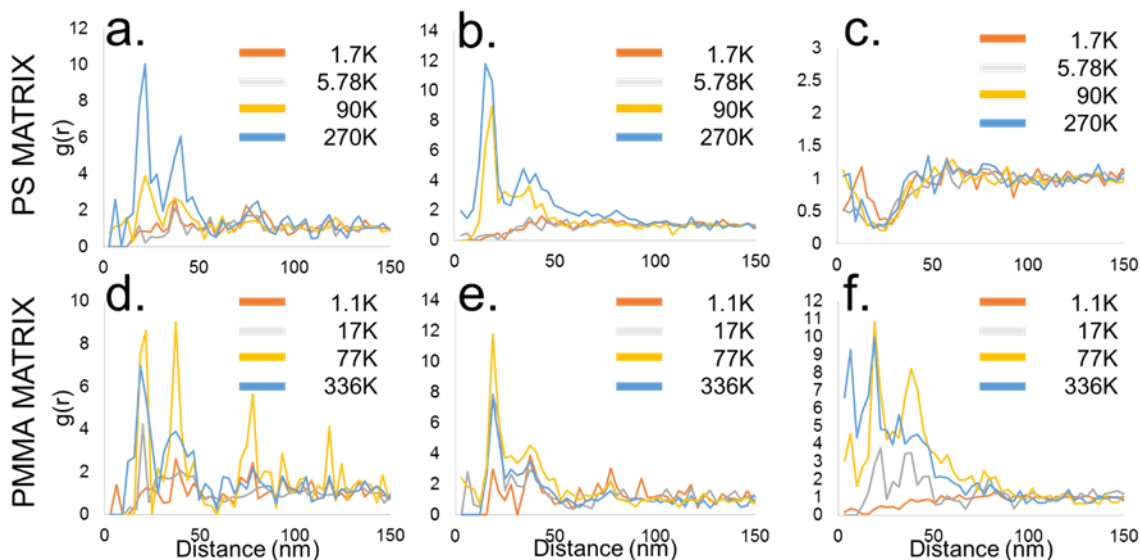 PS MATRIX
g(r)
a.
12
10
8
6
4
2
0
0 50 100 150
1.7K
5.78K
90K
270K
b.
14
12
10
8
6
4
2
0
0 50 100 150
1.7K
5.78K
90K
270K
c.
3
2.5
2
1.5
1
0.5
0
0 50 100 150
1.7K
5.78K
90K
270K
PMMA MATRIX
g(r)
d.
10
8
6
4
2
0
0 50 100 150
Distance (nm)
1.1K
17K
77K
336K
e.
14
12
10
8
6
4
2
0
0 50 100 150
Distance (nm)
1.1K
17K
77K
336K
f.
12
11
10
9
8
7
6
5
4
3
2
1
0
0 50 100 150
Distance (nm)
1.1K
17K
77K
336K